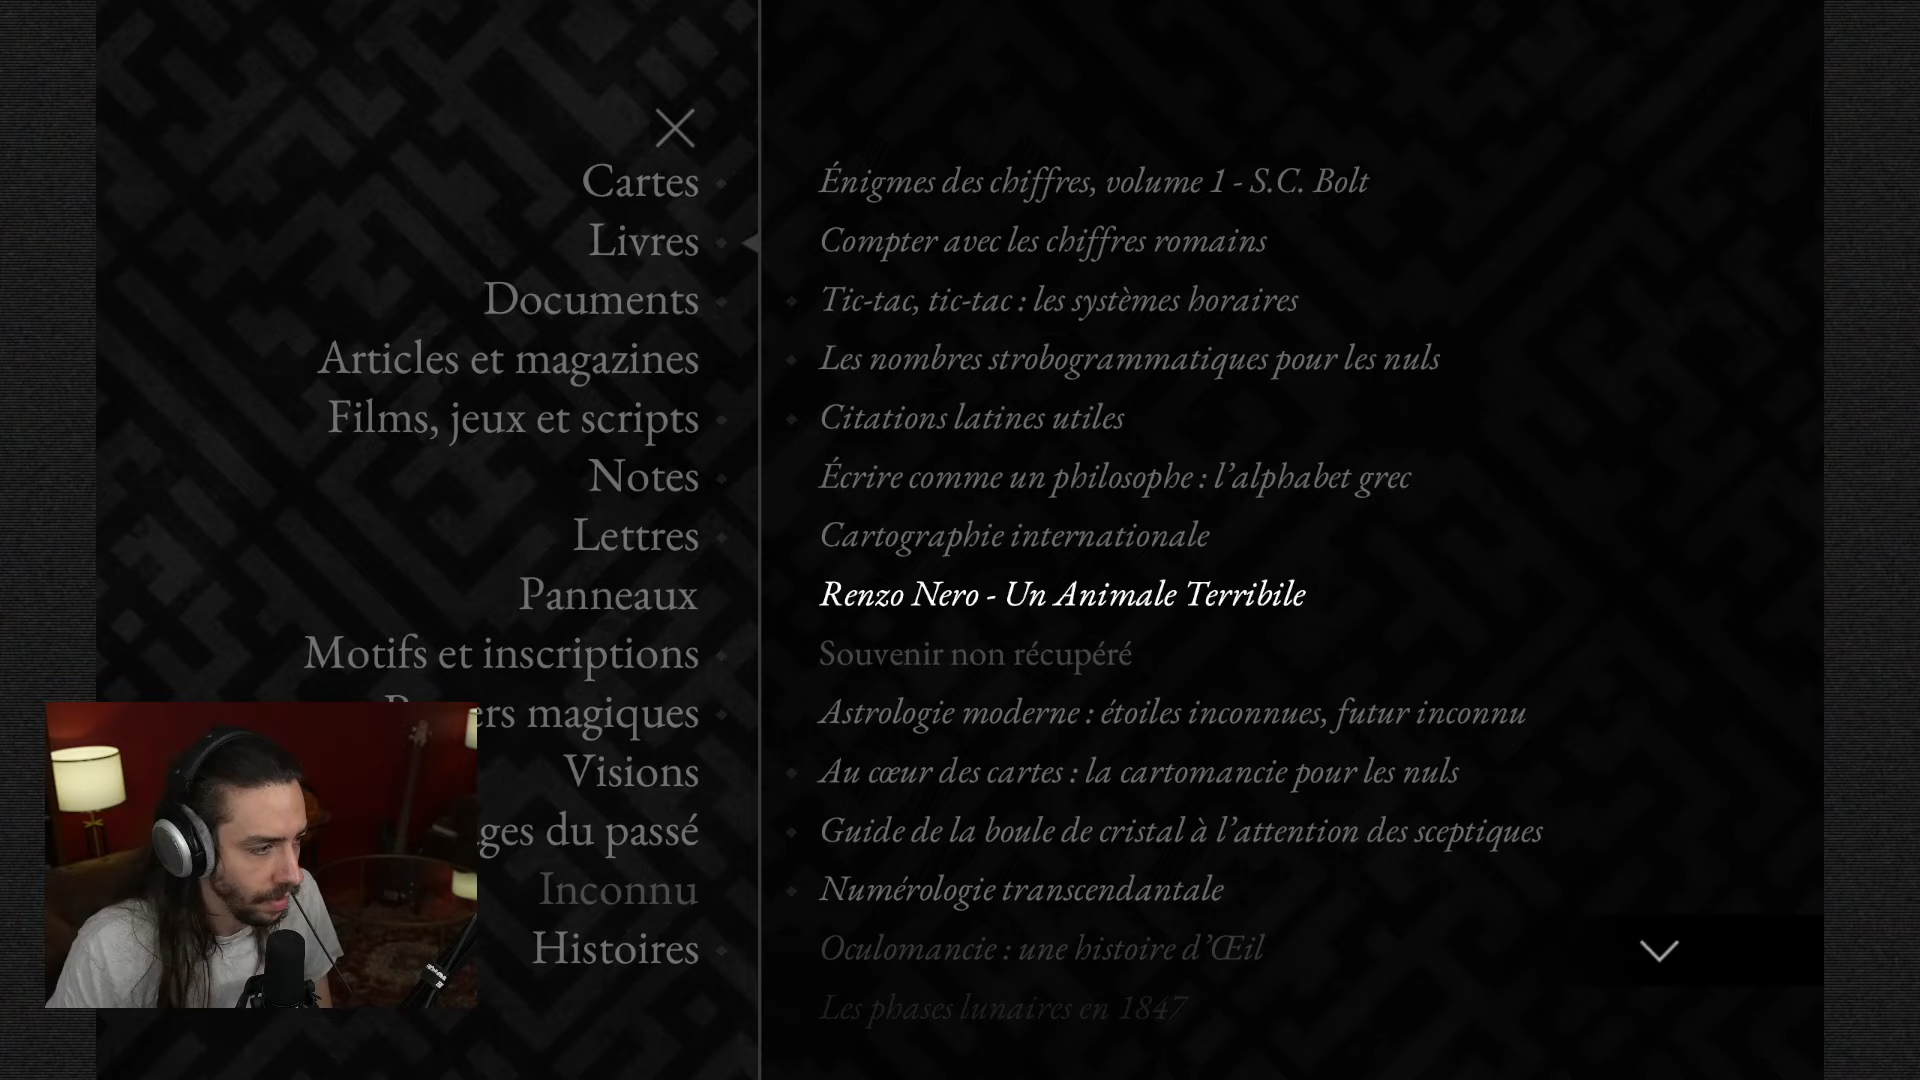 Cartes
Livres
Documents
Articles et magazines
Films, jeux et scripts
Notes
Lettres
Panneaux
Motifs et inscriptions
magiques
Visions
du passé
Inconnu
Histoires
Énigmes des chiffres, volume 1 - S.C. Bolt
Compter avec les chiffres romains
Tic-tac, tic-tac : les systèmes horaires
Les nombres strobogrammatiques pour les nuls
Citations latines utiles
Écrire comme un philosophe : l’alphabet grec
Cartographie internationale
Renzo Nero - Un Animale Terribile
Souvenir non récupéré
Astrologie moderne : étoiles inconnues, futur inconnu
Au cœur des cartes : la cartomancie pour les nuls
Guide de la boule de cristal à l’attention des sceptiques
Numérologie transcendantale
Oculomancie : une histoire d’Œil
Les phases lunaires en 1847